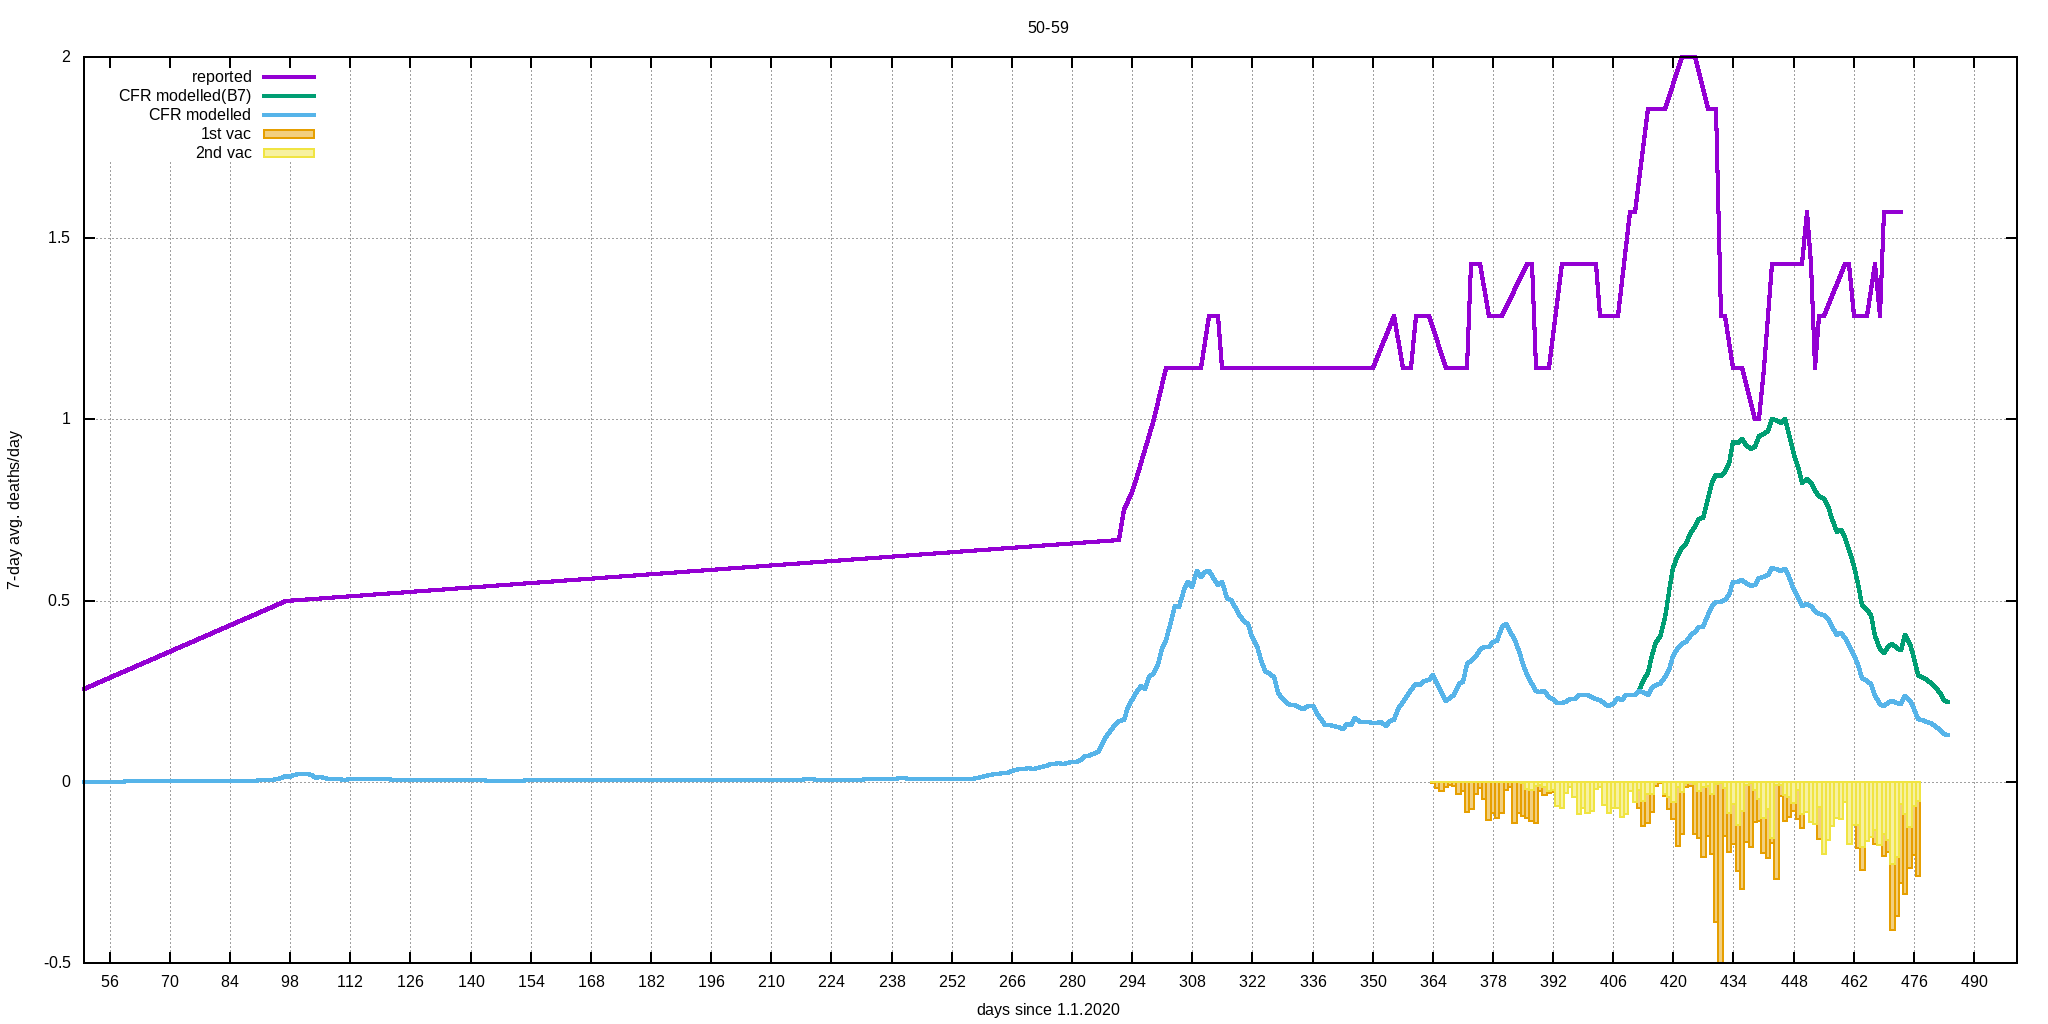 50-59
reported
CFR modelled(B7)
CFR modelled
1st vac
2nd vac
7-day avg. deaths/day
2
1.5
1
0.5
0
-0.5
56 70 84 98 112 126 140 154 168 182 196 210 224 238 252 266 280 294 308 322 336 350 364 378 392 406 420 434 448 462 476 490
days since 1.1.2020